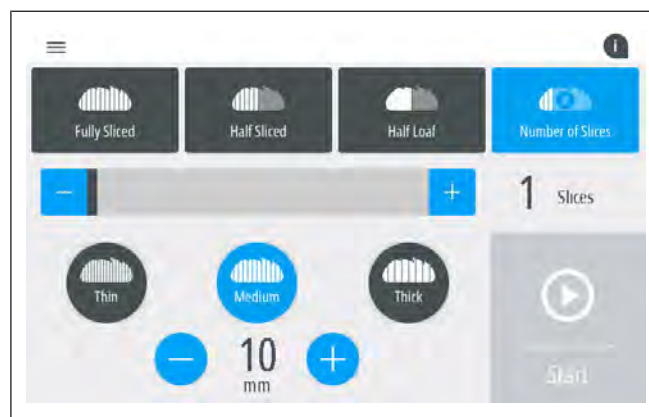 i
Fully Sliced
Half Sliced
Half Loaf
Number of Slices
−
+
1 Slices
Thin
Medium
Thick
−
10
+
mm
Start